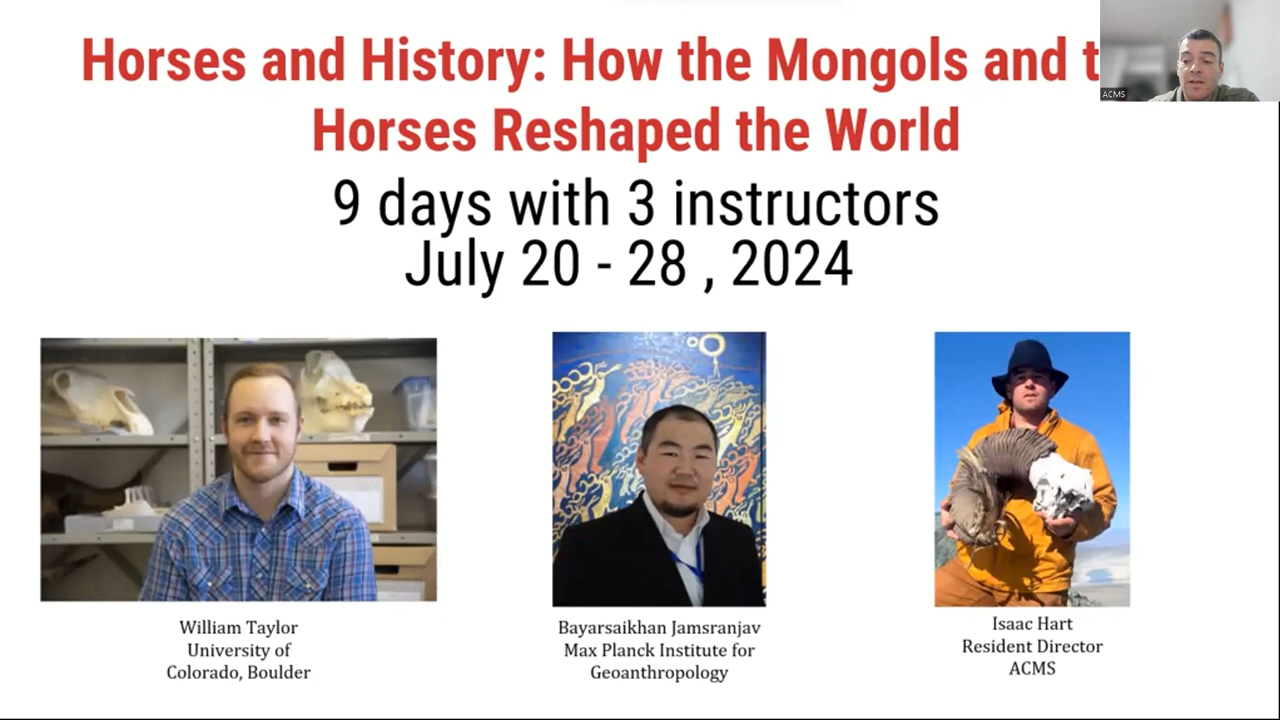 Horses and History: How the Mongols and t
Horses Reshaped the World
9 days with 3 instructors
July 20 - 28 , 2024
ACMS
William Taylor
University of
Colorado, Boulder
Bayarsaikhan Jamsranjav
Max Planck Institute for
Geoanthropology
Isaac Hart
Resident Director
ACMS